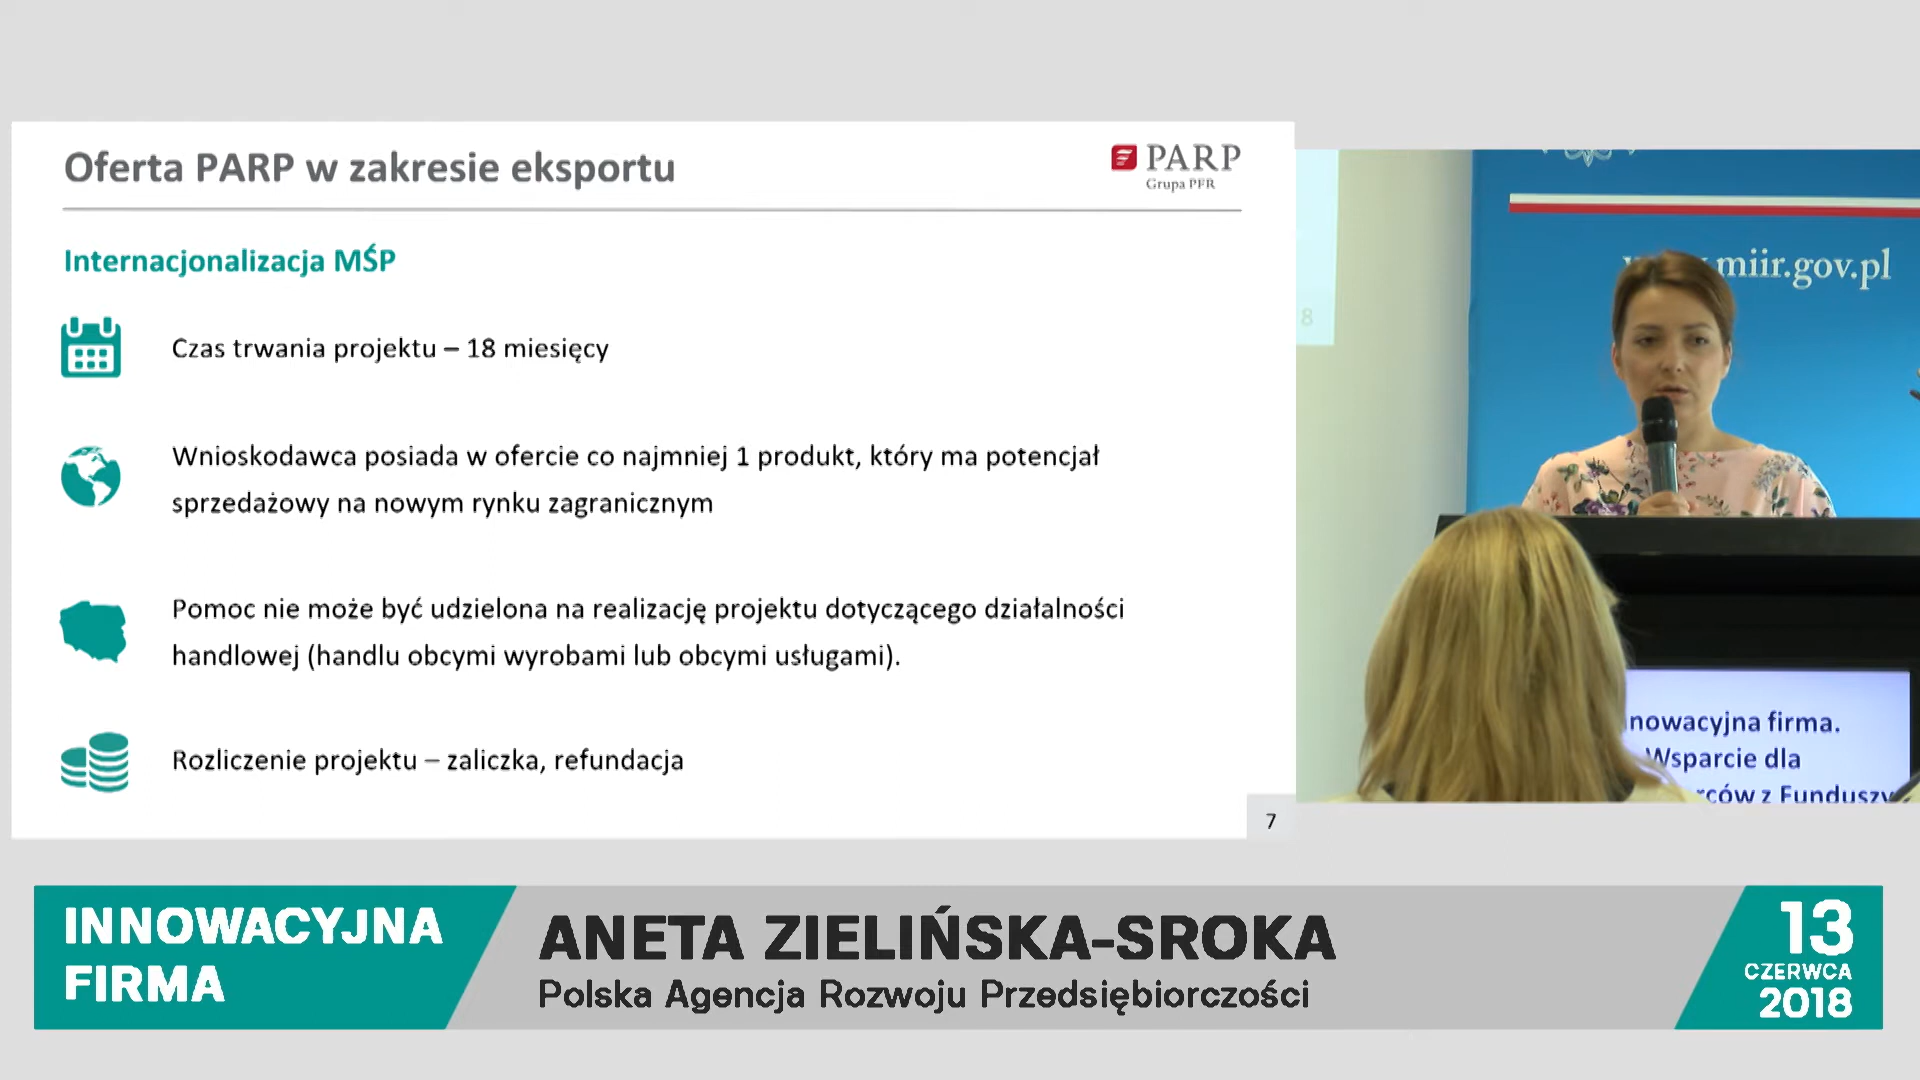 Oferta PARP w zakresie eksportu
PARP
Grupa PFR
Internacjonalizacja MŚP
Czas trwania projektu – 18 miesięcy
Wnioskodawca posiada w ofercie co najmniej 1 produkt, który ma potencjał
sprzedażowy na nowym rynku zagranicznym
Pomoc nie może być udzielona na realizację projektu dotyczącego działalności
handlowej (handlu obcymi wyrobami lub obcymi usługami).
Rozliczenie projektu – zaliczka, refundacja
7
8
miir.gov.pl
nowacyjna firma.
Wsparcie dla
rców z Funduszy
INNOWACYJNA
FIRMA
ANETA ZIELIŃSKA-SROKA
Polska Agencja Rozwoju Przedsiębiorczości
13
CZERWCA
2018